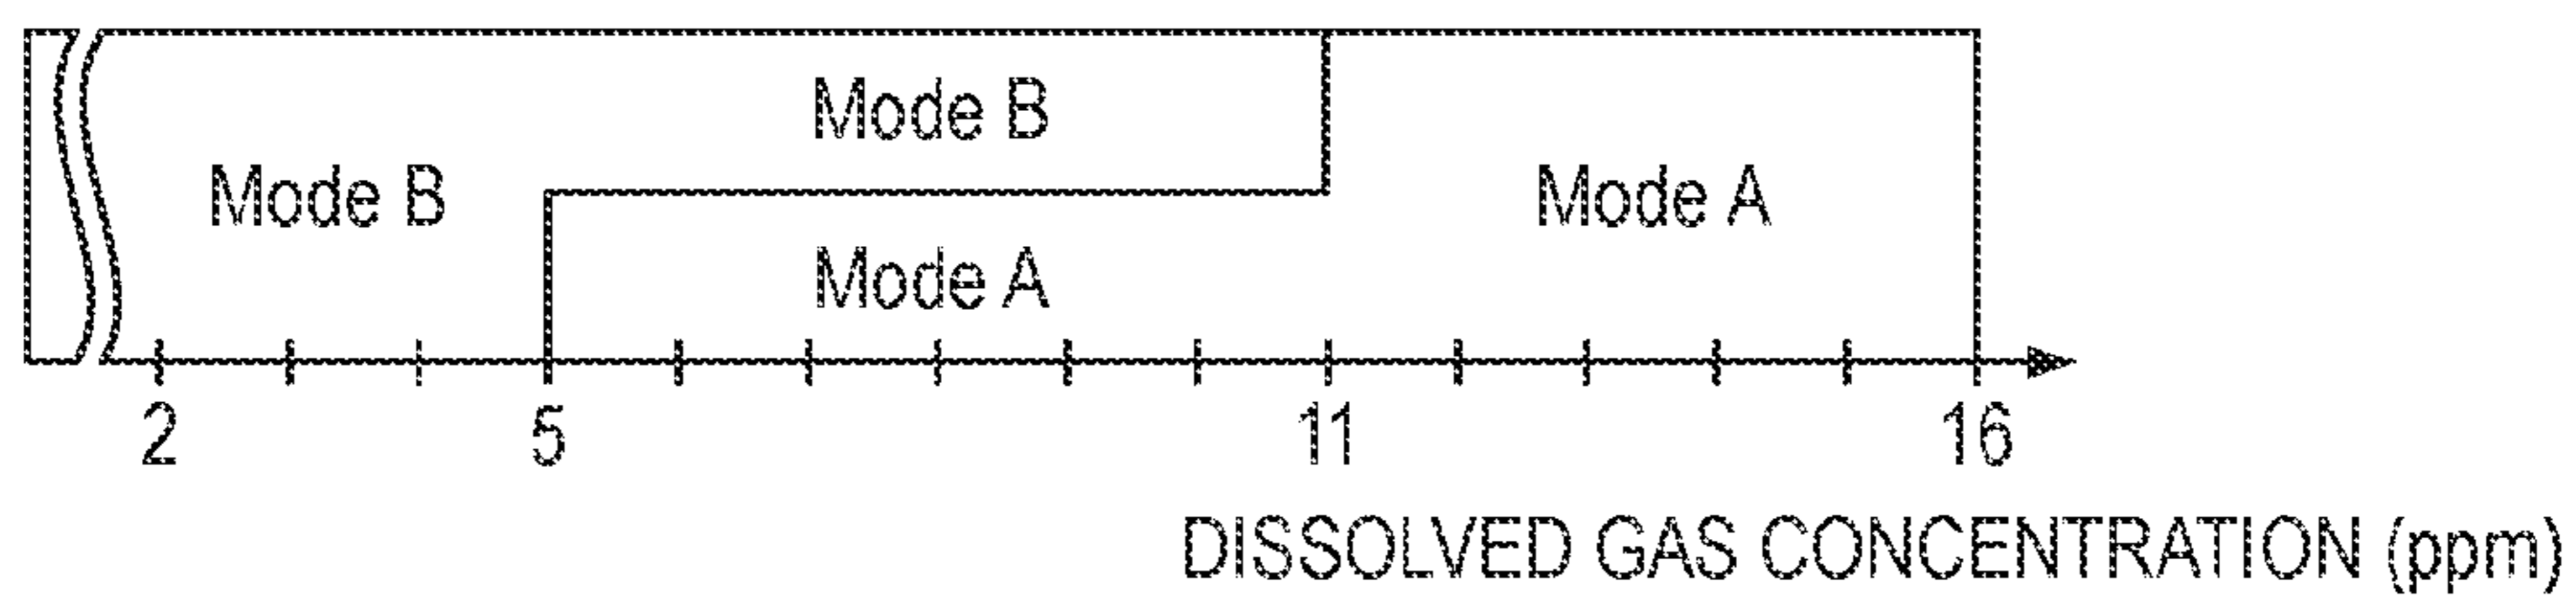 Mode B
Mode B
Mode A
Mode A
2 5 11 16
DISSOLVED GAS CONCENTRATION (ppm)